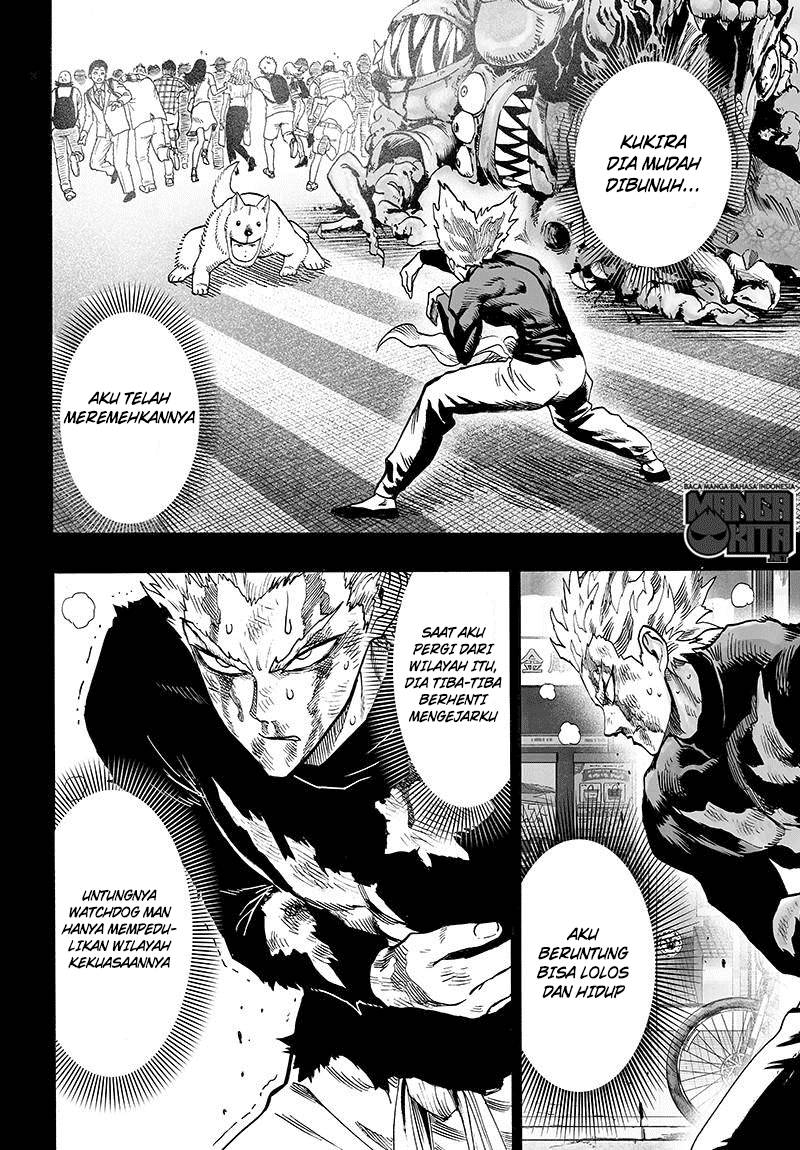 KUKIRA
DIA MUDAH
DIBUNUH...
AKU TELAH
MEREMEHKANNYA
BACA MANGA BAHASA INDONESIA
MANGA
KITA
.NET
AKU
BERUNTUNG
BISA LOLOS
DAN HIDUP
SAAT AKU
PERGI DARI
WILAYAH ITU,
DIA TIBA-TIBA
BERHENTI
MENGEJARKU
UNTUNGNYA
WATCHDOG MAN
HANYA MEMPEDU-
LIKAN WILAYAH
KEKUASAANNYA